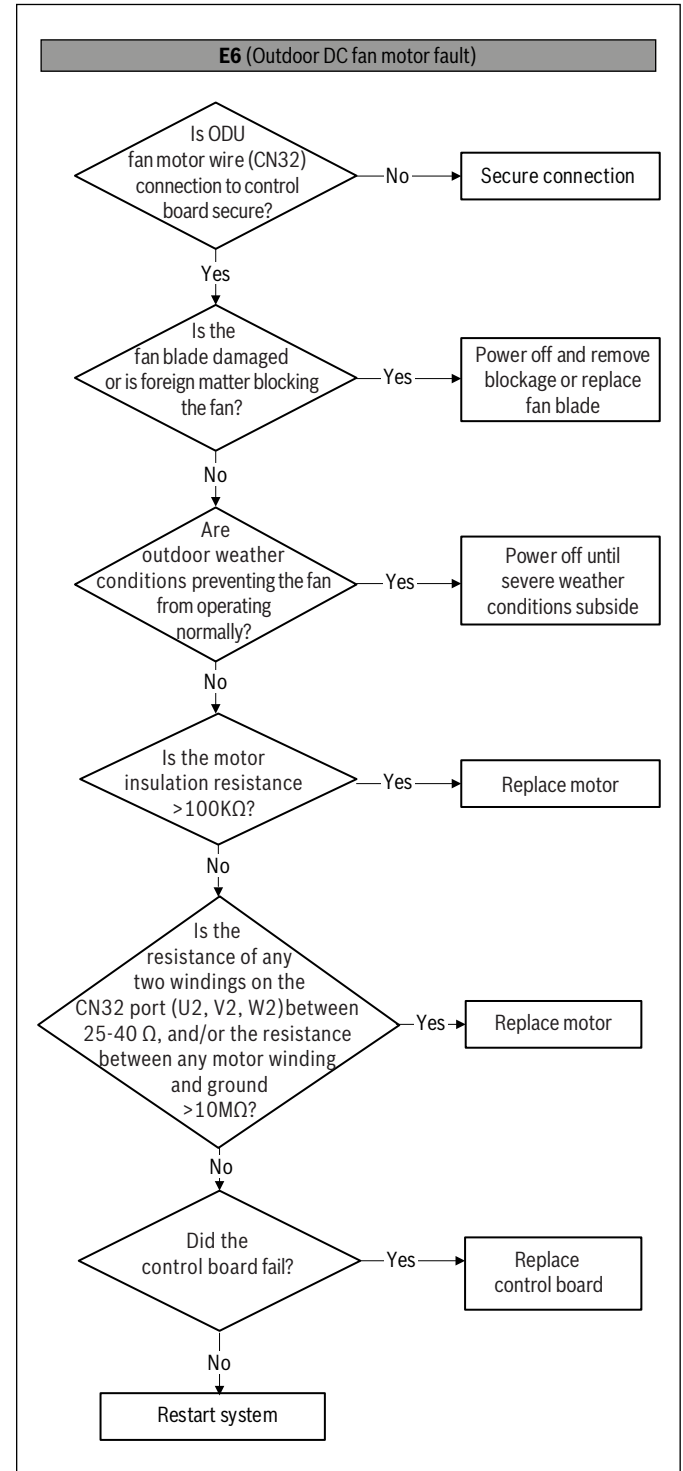 E6 (Outdoor DC fan motor fault)
Is ODU
fan motor wire (CN32)
connection to control
board secure?
No
Secure connection
Yes
Is the
fan blade damaged
or is foreign matter blocking
the fan?
Yes
Power off and remove
blockage or replace
fan blade
No
Are
outdoor weather
conditions preventing the fan
from operating
normally?
Yes
Power off until
severe weather
conditions subside
No
Is the motor
insulation resistance
>100KΩ?
Yes
Replace motor
No
Is the
resistance of any
two windings on the
CN32 port (U2, V2, W2)between
25-40 Ω, and/or the resistance
between any motor winding
and ground
>10MΩ?
Yes
Replace motor
No
Did the
control board fail?
Yes
Replace
control board
No
Restart system